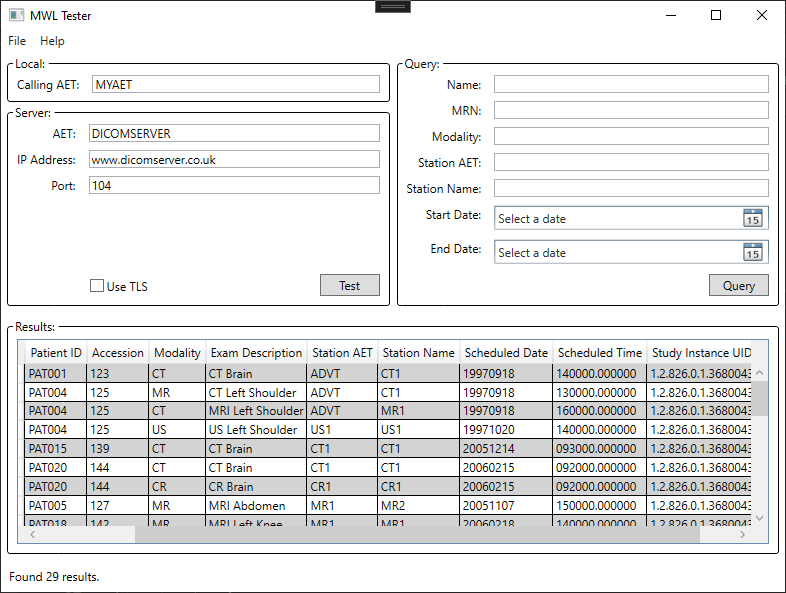 MWL Tester
File Help
Local:
Calling AET: MYAET
Server:
AET: DICOMSERVER
IP Address: www.dicomserver.co.uk
Port: 104
Use TLS
Test
Query:
Name:
MRN:
Modality:
Station AET:
Station Name:
Start Date: Select a date 15
End Date: Select a date 15
Query
Results:
Patient ID Accession Modality Exam Description Station AET Station Name Scheduled Date Scheduled Time Study Instance UID
PAT001 123 CT CT Brain ADVT CT1 19970918 140000.000000 1.2.826.0.1.3680043
PAT004 125 MR CT Left Shoulder ADVT CT1 19970918 130000.000000 1.2.826.0.1.3680043
PAT004 125 CT MRI Left Shoulder ADVT MR1 19970918 160000.000000 1.2.826.0.1.3680043
PAT004 125 US US Left Shoulder US1 US1 19971020 140000.000000 1.2.826.0.1.3680043
PAT015 139 CT CT Brain CT1 CT1 20051214 093000.000000 1.2.826.0.1.3680043
PAT020 144 CT CT Brain CT1 CT1 20060215 092000.000000 1.2.826.0.1.3680043
PAT020 144 CR CR Brain CR1 CR1 20060215 092000.000000 1.2.826.0.1.3680043
PAT005 127 MR MRI Abdomen MR1 MR2 20051107 150000.000000 1.2.826.0.1.3680043
PAT018 142 MR MRI Left Knee MR1 MR1 20060218 140000.000000 1.2.826.0.1.3680043
Found 29 results.